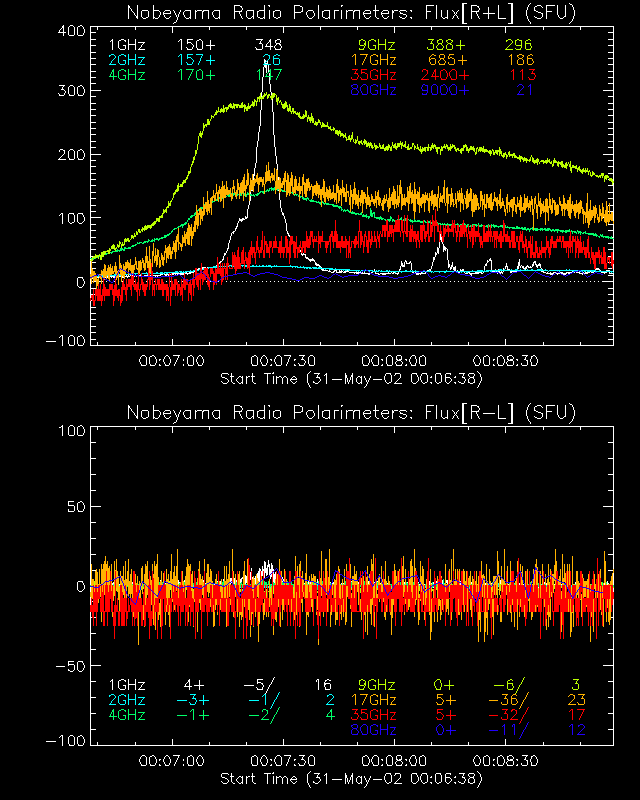 Nobeyama Radio Polarimeters: Flux[R+L] (SFU)
400
1GHz 150+ 348 9GHz 388+ 296
2GHz 157+ 26 17GHz 685+ 186
4GHz 170+ 47 35GHz 2400+ 113
80GHz 9000+ 21
300
200
100
0
-100
00:07:00 00:07:30 00:08:00 00:08:30
Start Time (31-May-02 00:06:38)
Nobeyama Radio Polarimeters: Flux[R-L] (SFU)
100
50
0
-50
1GHz 4+ -5/ 16 9GHz 0+ -6/ 3
2GHz -3+ -1/ 2 17GHz 5+ -36/ 23
4GHz -1+ -2/ 4 35GHz 5+ -32/ 17
80GHz 0+ -11/ 12
-100
00:07:00 00:07:30 00:08:00 00:08:30
Start Time (31-May-02 00:06:38)